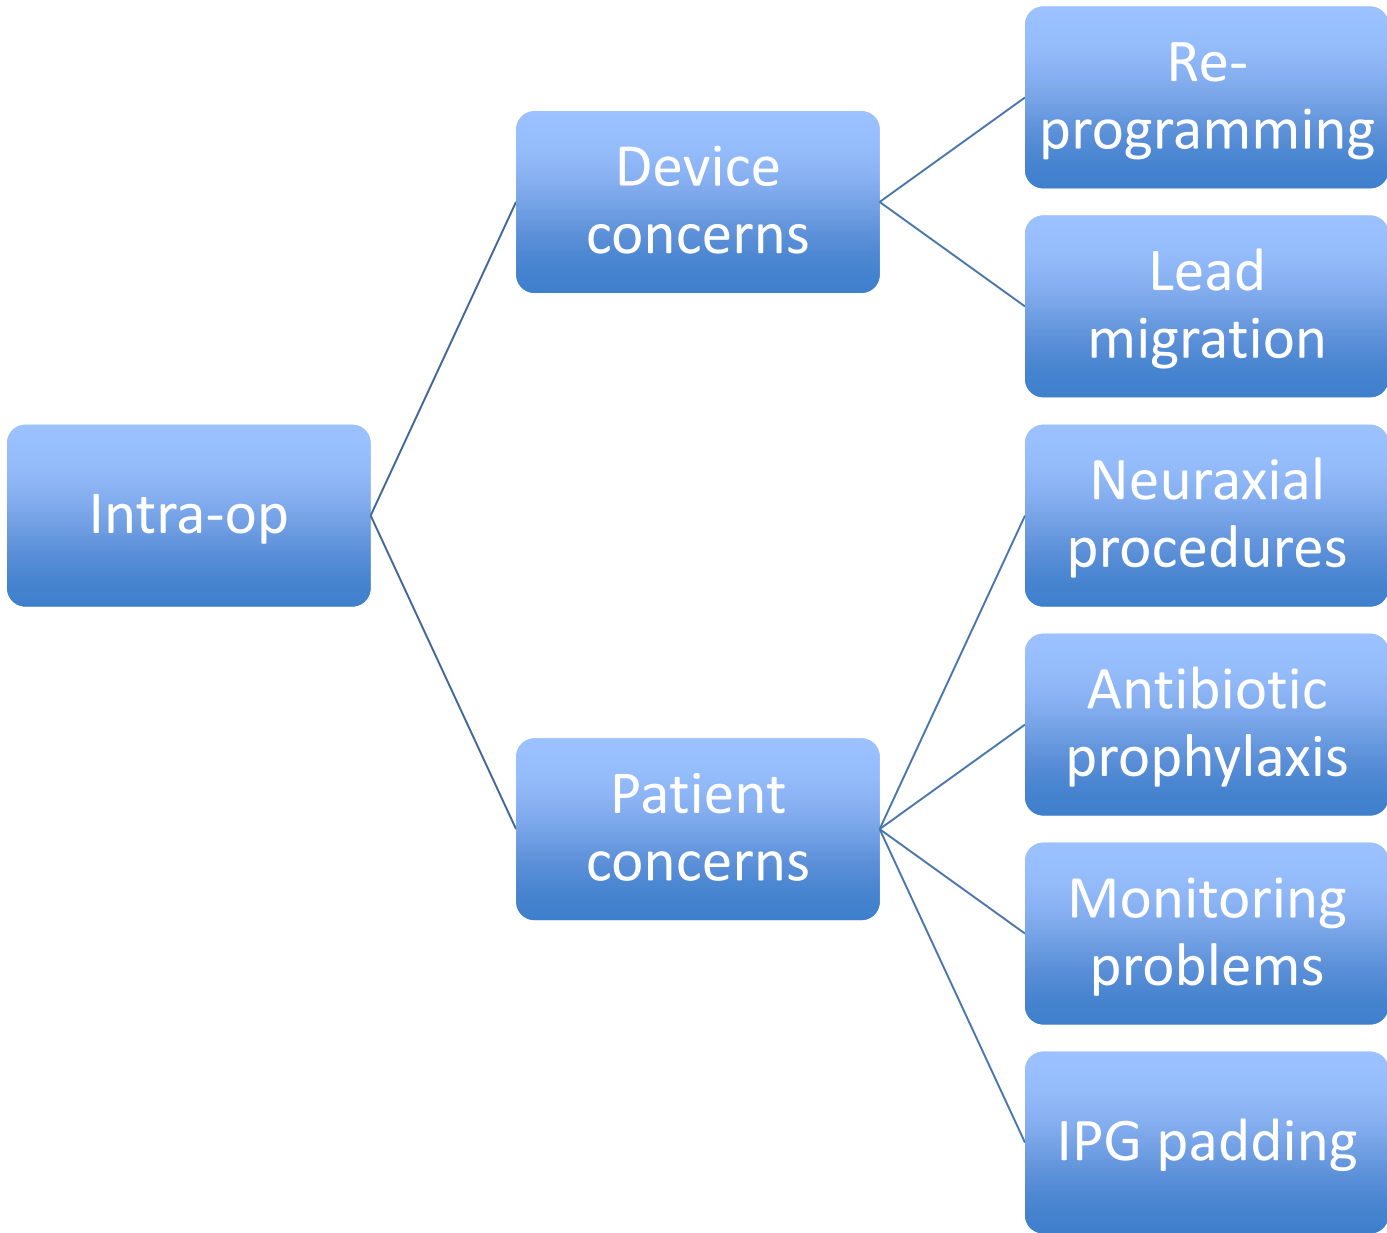 Intra-op
Device
concerns
Re-
programming
Lead
migration
Patient
concerns
Neuraxial
procedures
Antibiotic
prophylaxis
Monitoring
problems
IPG padding